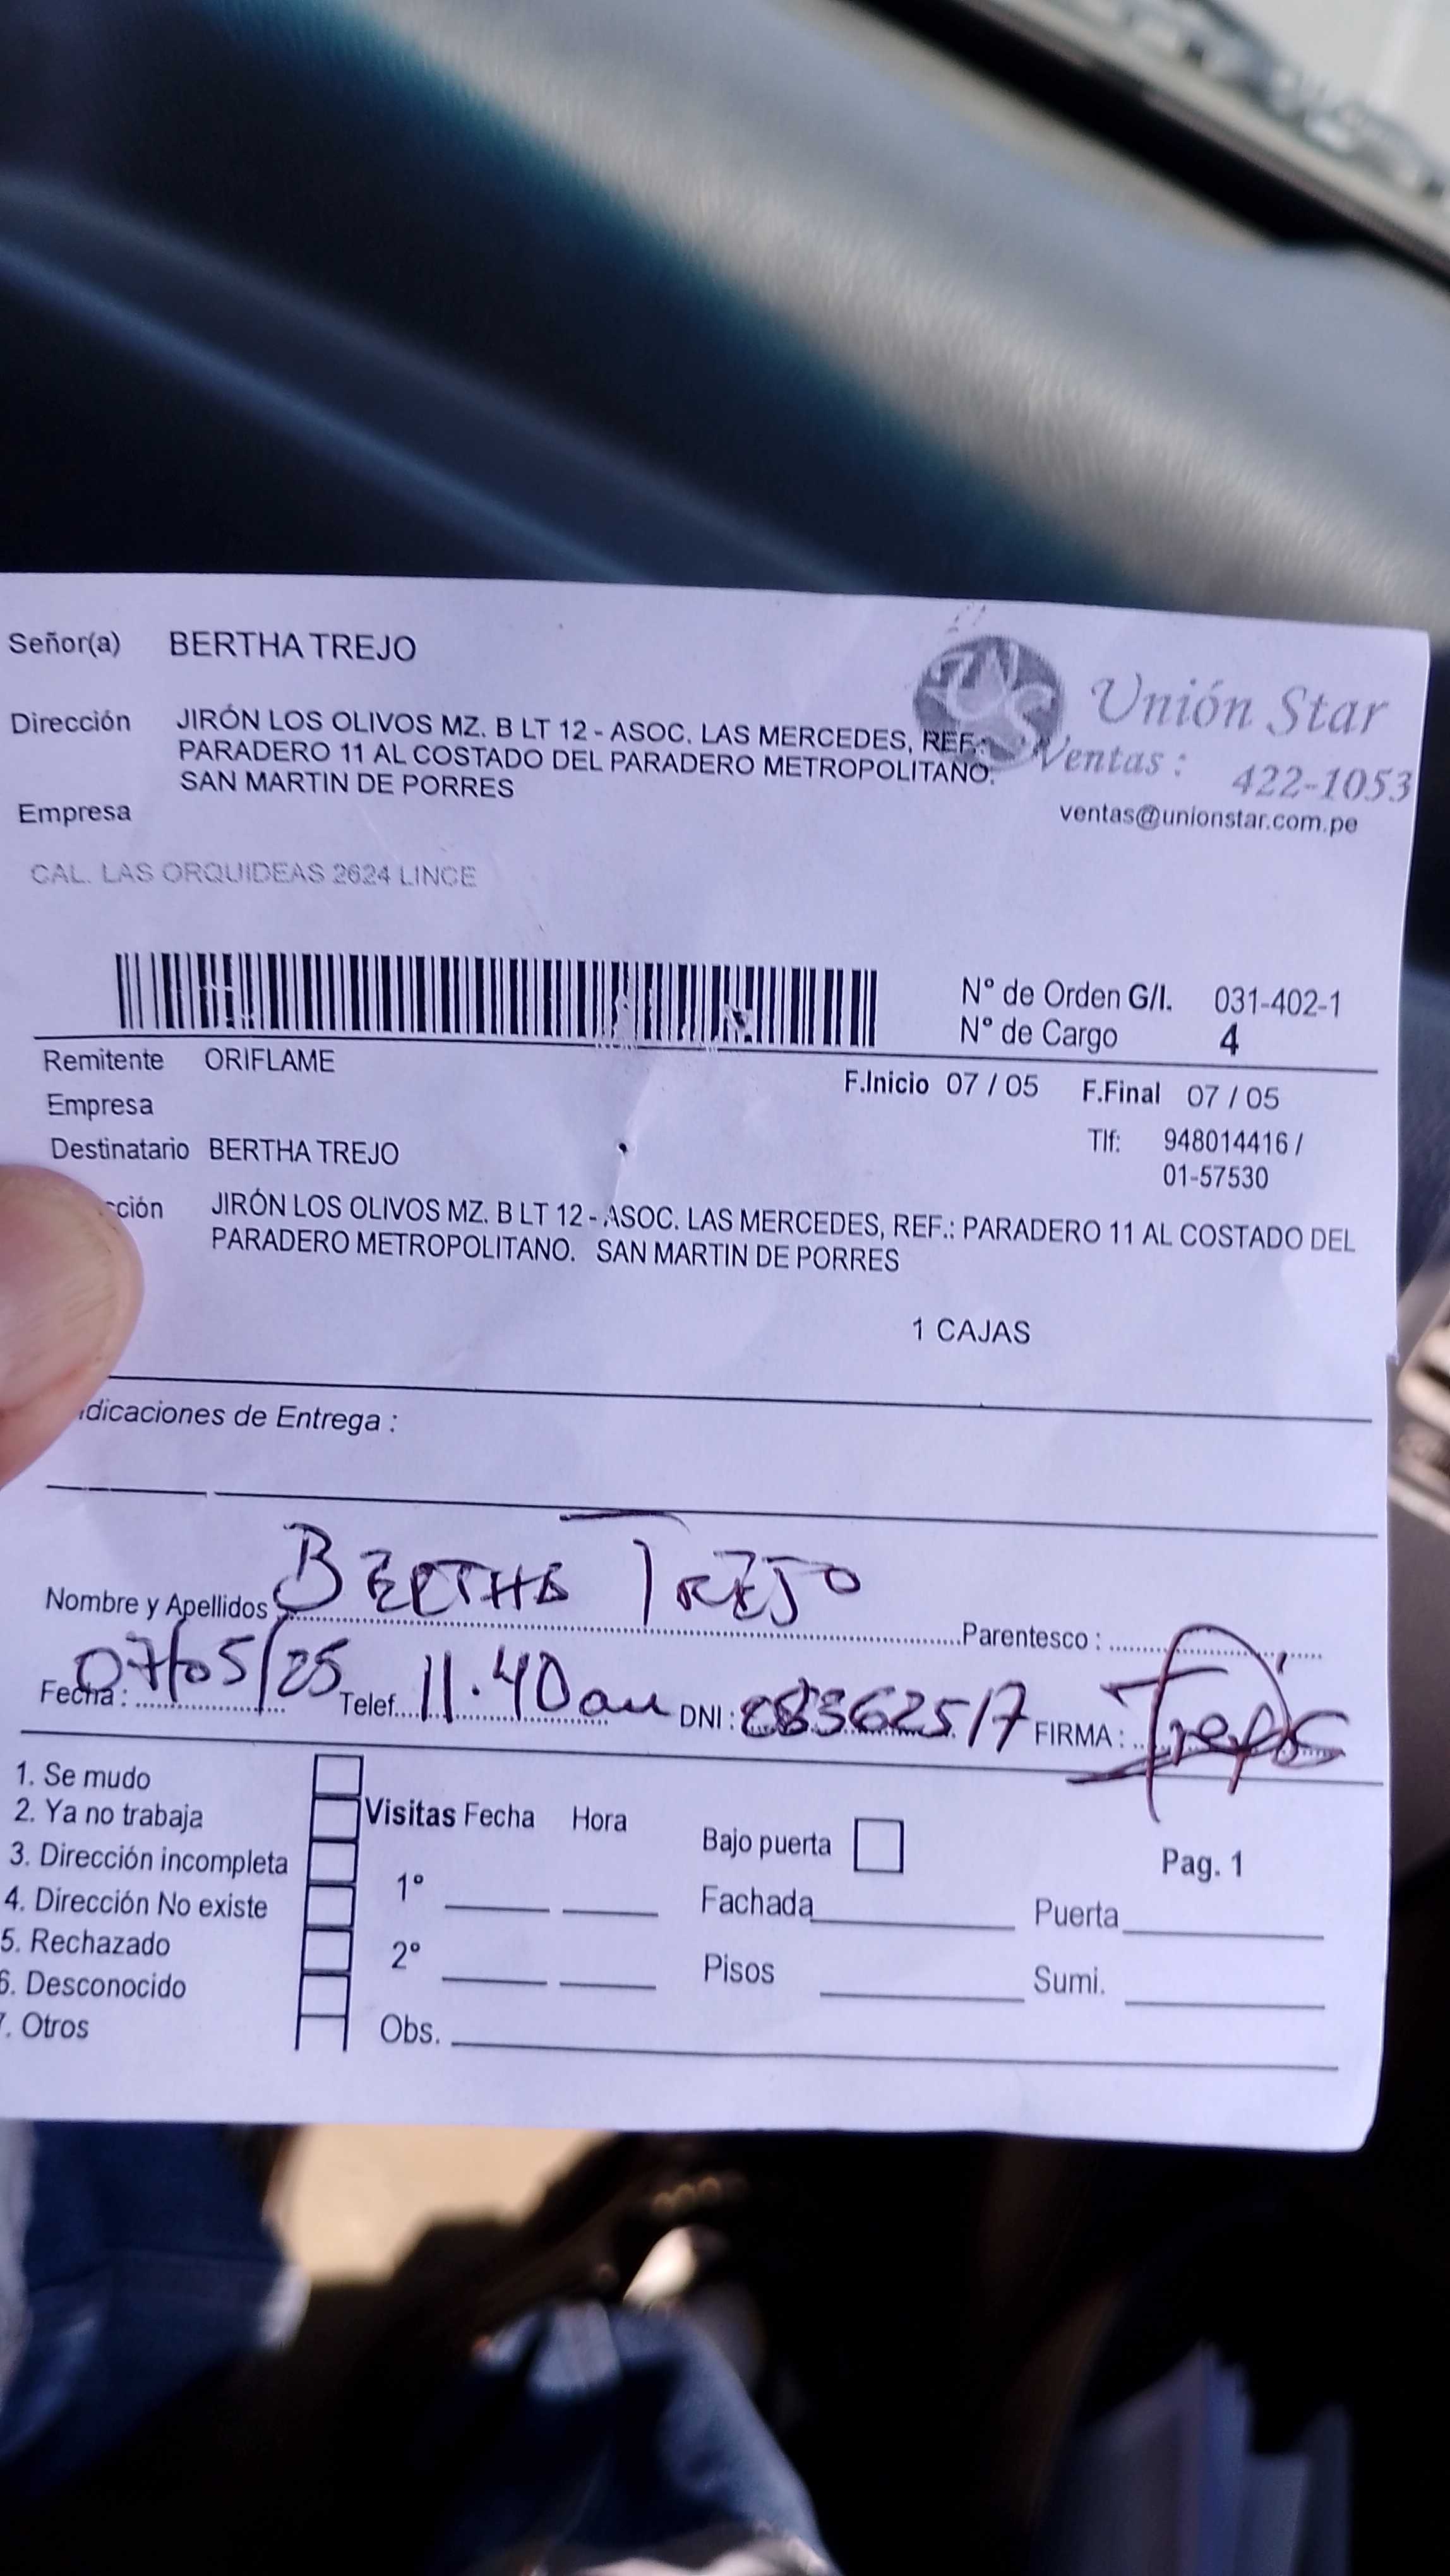 Señor(a) BERTHA TREJO
Unión Star
Dirección JIRÓN LOS OLIVOS MZ. B LT 12 - ASOC. LAS MERCEDES, REF.:
PARADERO 11 AL COSTADO DEL PARADERO METROPOLITANO.
SAN MARTIN DE PORRES
Ventas : 422-1053
ventas@unionstar.com.pe
Empresa
CAL. LAS ORQUIDEAS 2624 LINCE
N° de Orden G/I. 031-402-1
N° de Cargo 4
Remitente ORIFLAME
F.Inicio 07 / 05 F.Final 07 / 05
Empresa
Destinatario BERTHA TREJO
Tlf: 948014416 /
01-57530
cción JIRÓN LOS OLIVOS MZ. B LT 12 - ASOC. LAS MERCEDES, REF.: PARADERO 11 AL COSTADO DEL
PARADERO METROPOLITANO. SAN MARTIN DE PORRES
1 CAJAS
dicaciones de Entrega :
Nombre y Apellidos BERTHA TREJO Parentesco :
Fecha : 07/05/25 Telef. 11.40 am DNI : 08362517 FIRMA : Trejo
1. Se mudo
2. Ya no trabaja
3. Dirección incompleta
4. Dirección No existe
5. Rechazado
6. Desconocido
7. Otros
Visitas Fecha Hora
1°
2°
Obs.
Bajo puerta
Fachada
Pisos
Pag. 1
Puerta
Sumi.